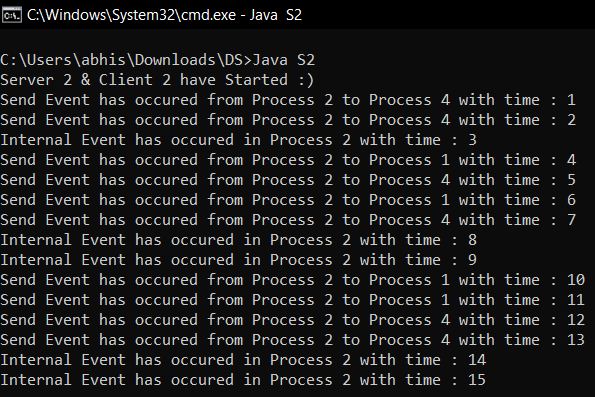 C:\Windows\System32\cmd.exe - Java  S2
C:\Users\abhis\Downloads\DS>Java S2
Server 2 & Client 2 have Started :)
Send Event has occured from Process 2 to Process 4 with time : 1
Send Event has occured from Process 2 to Process 4 with time : 2
Internal Event has occured in Process 2 with time : 3
Send Event has occured from Process 2 to Process 1 with time : 4
Send Event has occured from Process 2 to Process 4 with time : 5
Send Event has occured from Process 2 to Process 1 with time : 6
Send Event has occured from Process 2 to Process 4 with time : 7
Internal Event has occured in Process 2 with time : 8
Internal Event has occured in Process 2 with time : 9
Send Event has occured from Process 2 to Process 1 with time : 10
Send Event has occured from Process 2 to Process 1 with time : 11
Send Event has occured from Process 2 to Process 4 with time : 12
Send Event has occured from Process 2 to Process 4 with time : 13
Internal Event has occured in Process 2 with time : 14
Internal Event has occured in Process 2 with time : 15